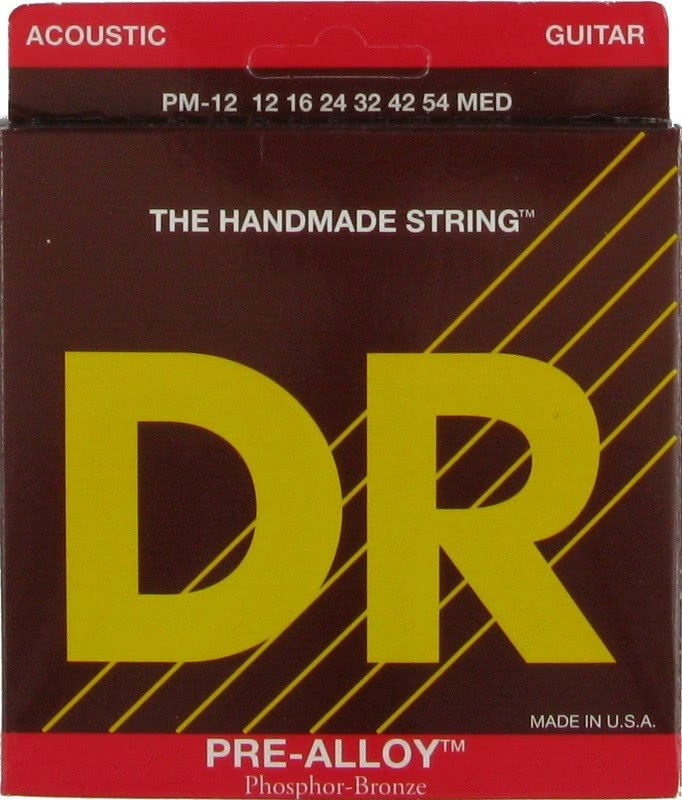 ACOUSTIC GUITAR
PM-12 12 16 24 32 42 54 MED
THE HANDMADE STRING™
DR
MADE IN U.S.A.
PRE-ALLOY™
Phosphor-Bronze